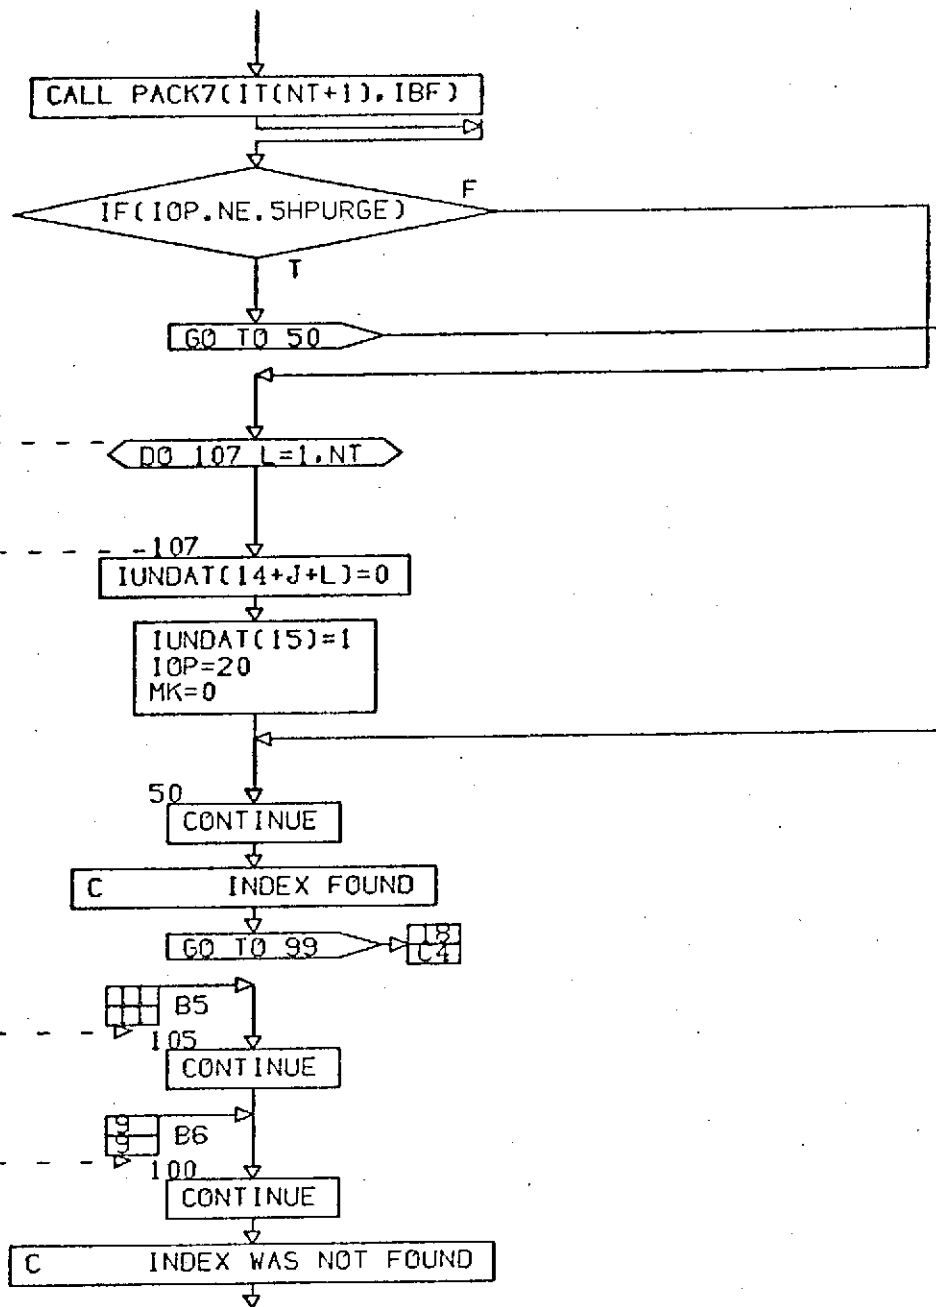 CALL PACK7(IT(NT+1),IBF)
IF(IOP.NE.5HPURGE)
F
T
GO TO 50
DO 107 L=1,NT
107
IUNDAT(14+J+L)=0
IUNDAT(15)=1
IOP=20
MK=0
50
CONTINUE
C INDEX FOUND
GO TO 99
18
C4
B5
105
CONTINUE
B6
100
CONTINUE
C INDEX WAS NOT FOUND